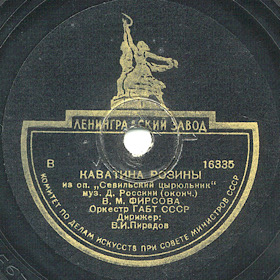 ЛЕНИНГРАДСКИЙ ЗАВОД
В 16335
КАВАТИНА РОЗИНЫ
из оп. „Севильский цырюльник"
муз. Д. Россини (оконч.)
В. М. ФИРСОВА
Оркестр ГАБТ СССР
Дирижер:
В.И.Пирадов
КОМИТЕТ ПО ДЕЛАМ ИСКУССТВ ПРИ СОВЕТЕ МИНИСТРОВ СССР